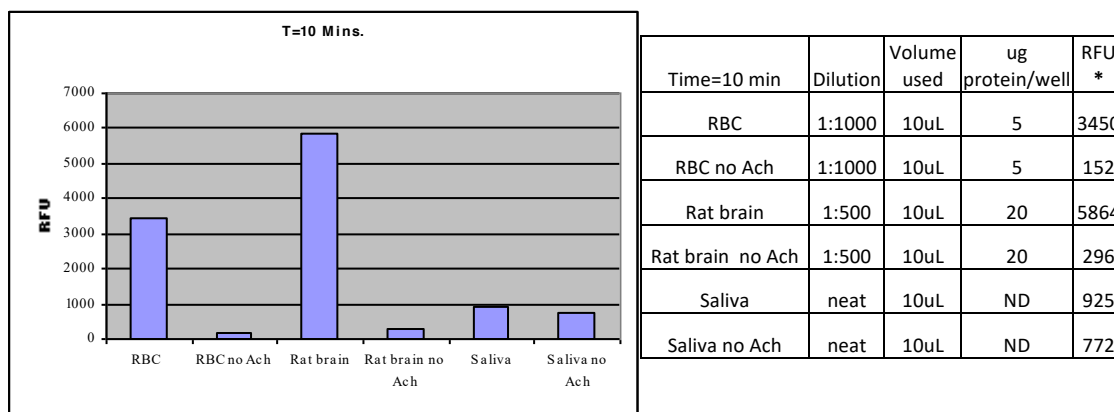 T=10 Mins.
7000
6000
5000
4000
3000
2000
1000
0
RFU
RBC
RBC no Ach
Rat brain
Rat brain no
Ach
Saliva
Saliva no
Ach
Time=10 min Dilution Volume used ug protein/well RFU *
RBC 1:1000 10uL 5 3450
RBC no Ach 1:1000 10uL 5 152
Rat brain 1:500 10uL 20 5864
Rat brain no Ach 1:500 10uL 20 296
Saliva neat 10uL ND 925
Saliva no Ach neat 10uL ND 772